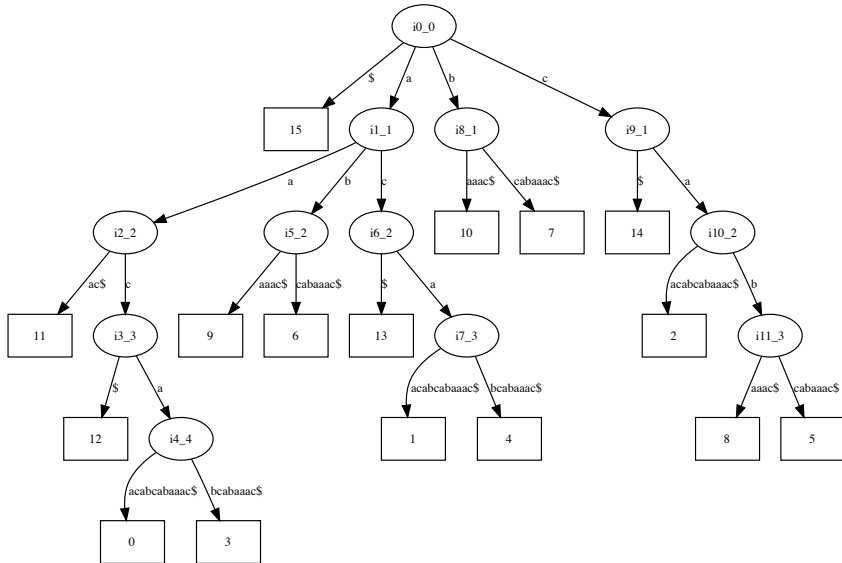 i0_0
$ a b c
15 i1_1 i8_1 i9_1
a b c aaac$ cabaaac$ $ a
i2_2 i5_2 i6_2 10 7 14 i10_2
ac$ c aaac$ cabaaac$ $ a acabcabaaac$ b
11 i3_3 9 6 13 i7_3 2 i11_3
$ a acabcabaaac$ bcabaaac$ aaac$ cabaaac$
12 i4_4 1 4 8 5
acabcabaaac$ bcabaaac$
0 3